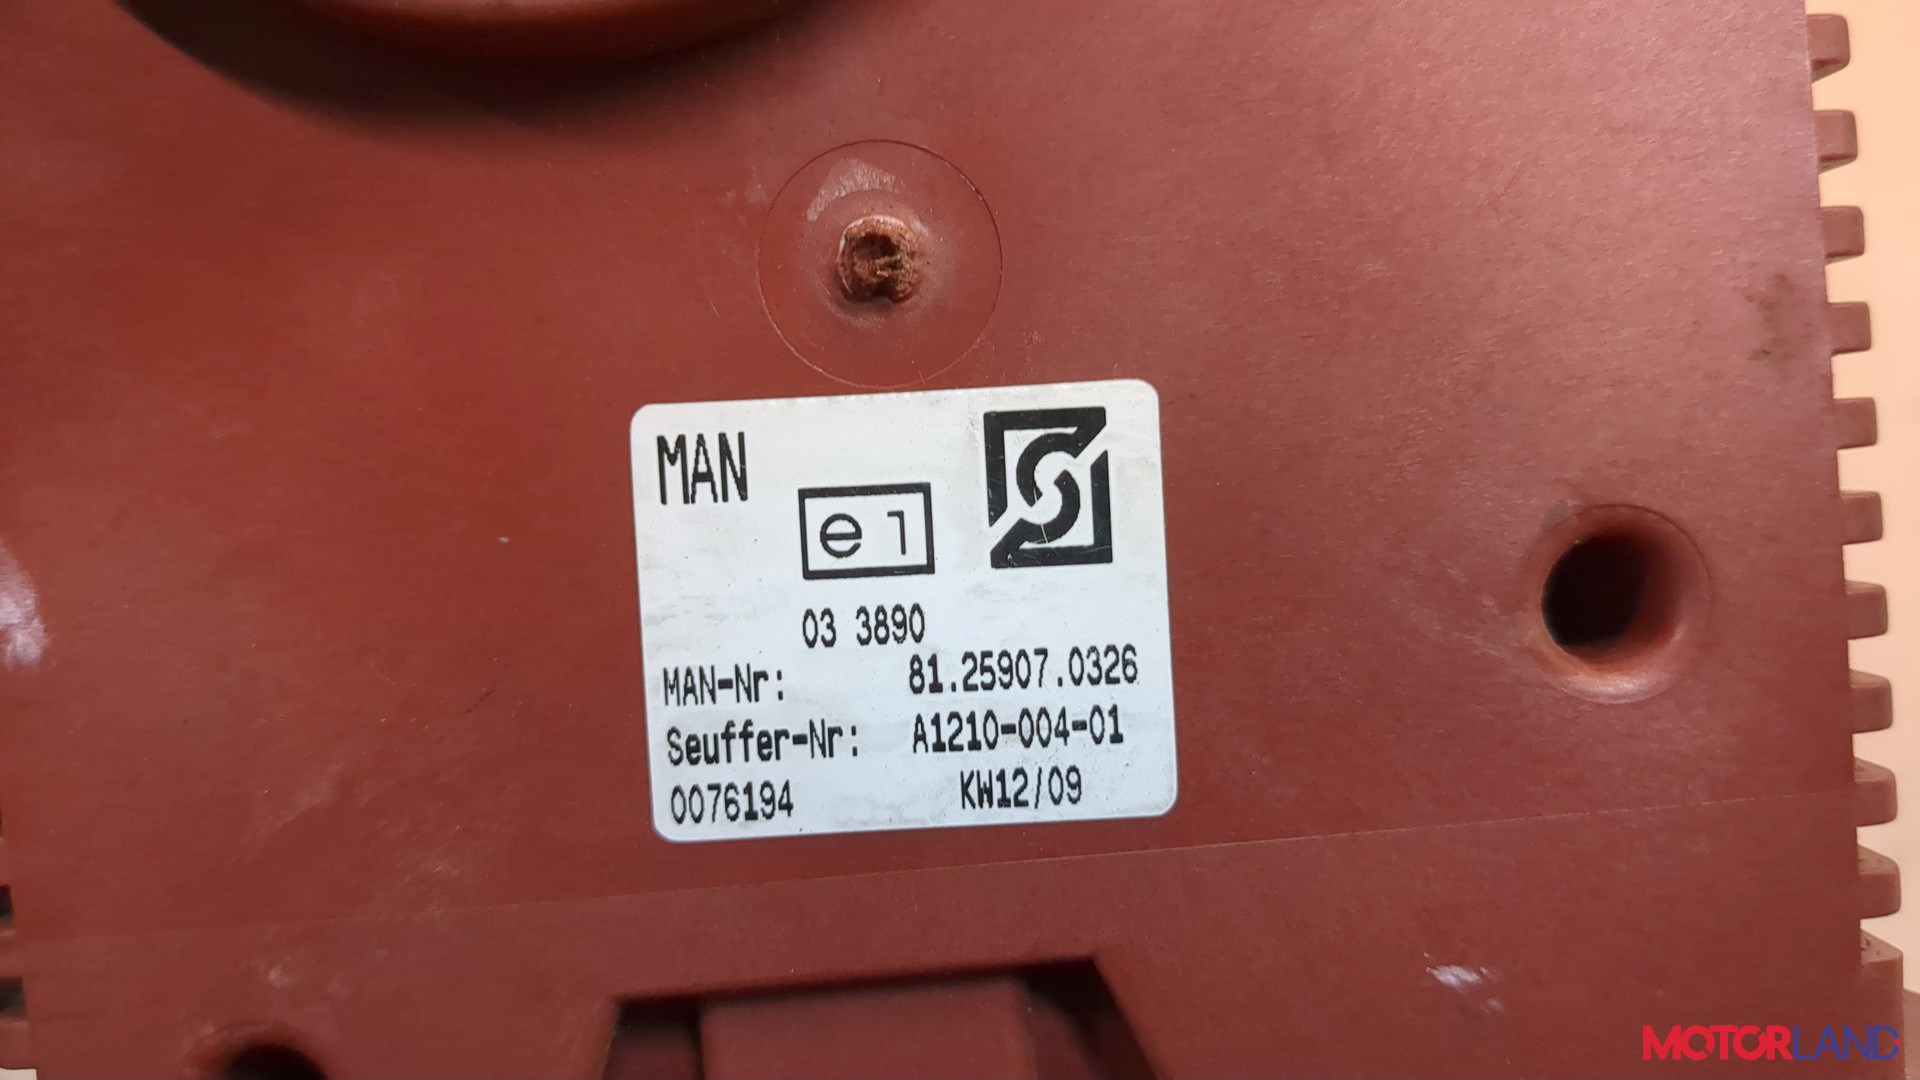 MAN
e1
03 3890
MAN-Nr: 81.25907.0326
Seuffer-Nr: A1210-004-01
0076194 KW12/09
MOTORLAND